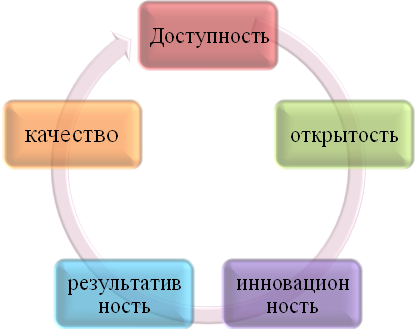 Доступность
открытость
инновацион
ность
результатив
ность
качество